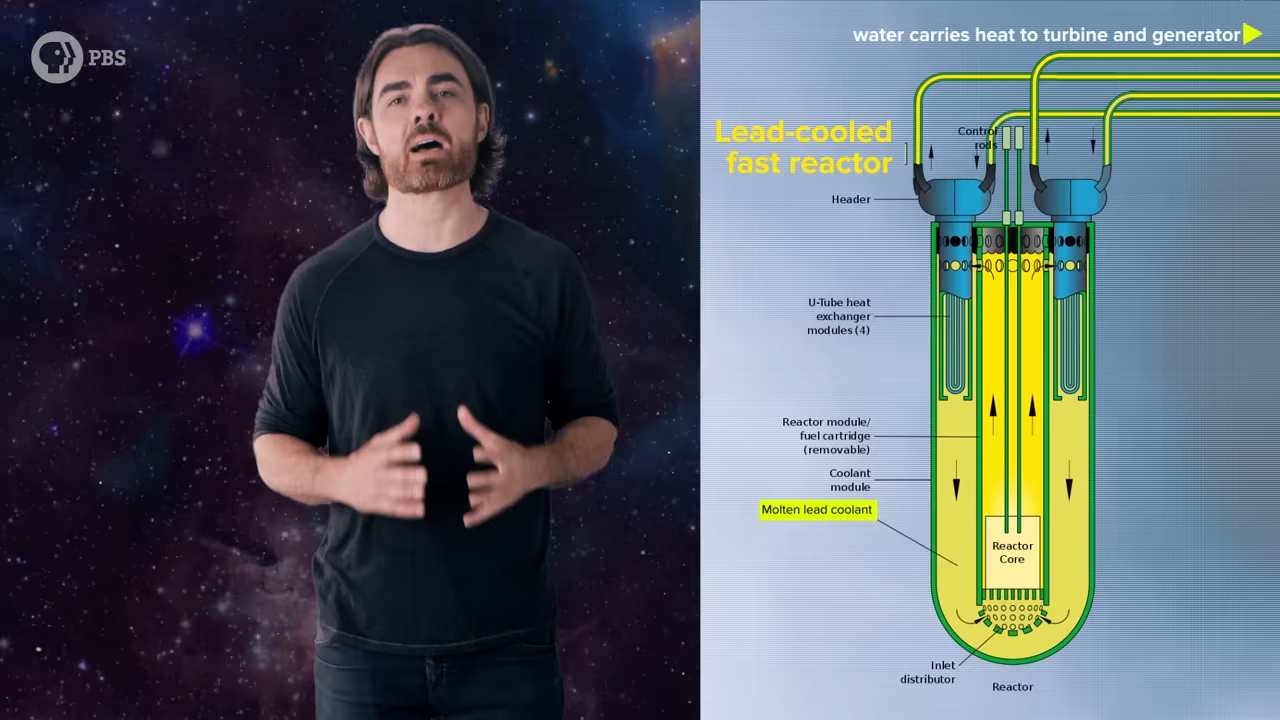 PBS
water carries heat to turbine and generator
Lead-cooled
fast reactor
Control
rods
Header
U-Tube heat
exchanger
modules (4)
Reactor module/
fuel cartridge
(removable)
Coolant
module
Molten lead coolant
Reactor
Core
Inlet
distributor
Reactor